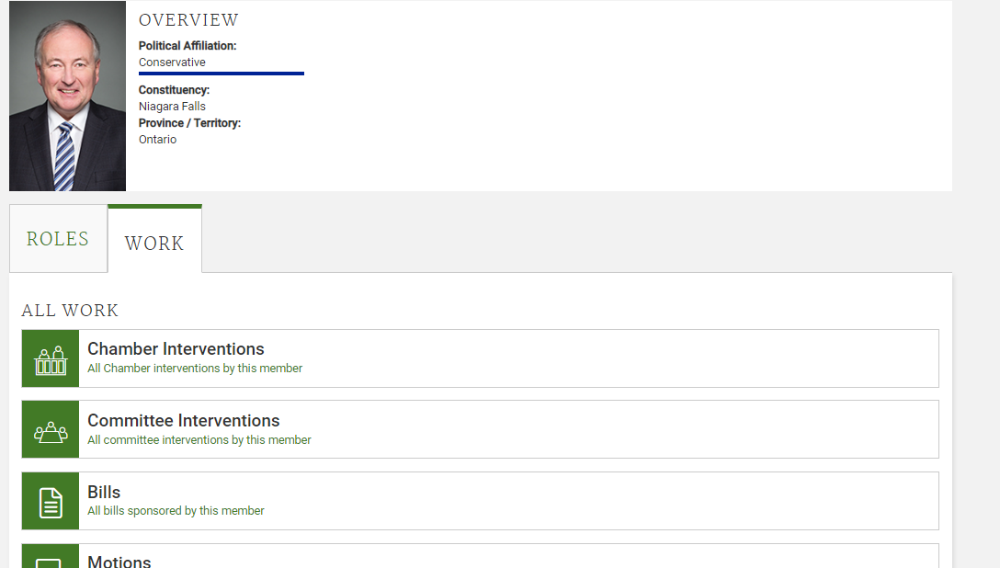 OVERVIEW
Political Affiliation:
Conservative
Constituency:
Niagara Falls
Province / Territory:
Ontario
ROLES
WORK
ALL WORK
Chamber Interventions
All Chamber interventions by this member
Committee Interventions
All committee interventions by this member
Bills
All bills sponsored by this member
Motions